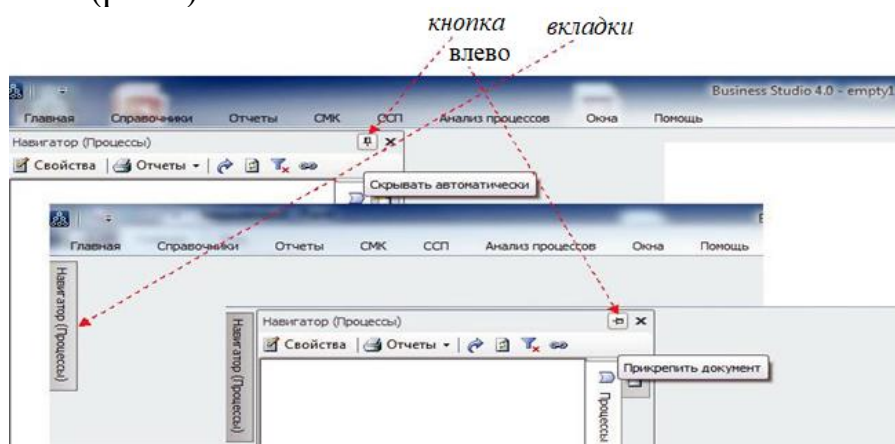 кнопка вкладки
влево
Business Studio 4.0 - empty1
Главная Справочники Отчеты СМК ССП Анализ процессов Окна Помощь
Навигатор (Процессы)
Свойства Отчеты
Скрывать автоматически
Главная Справочники Отчеты СМК ССП Анализ процессов Окна Помощь
Навигатор (Процессы)
Навигатор (Процессы)
Навигатор (Процессы)
Свойства Отчеты
Прикрепить документ
Процессы